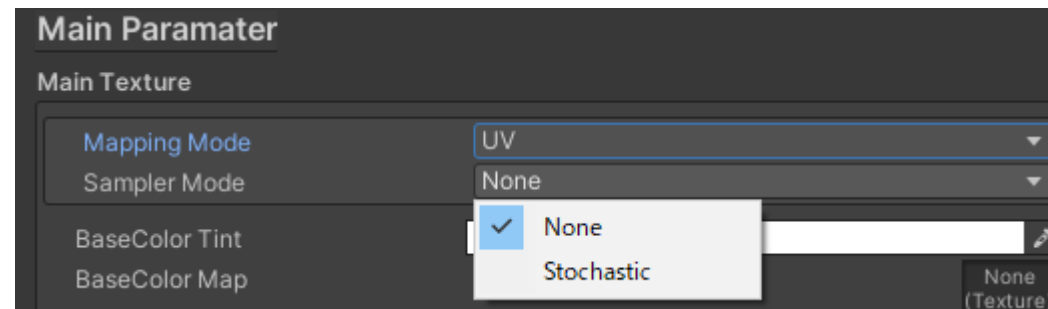 Main Paramater
Main Texture
Mapping Mode UV
Sampler Mode None
None
BaseColor Tint
Stochastic
BaseColor Map None
(Texture